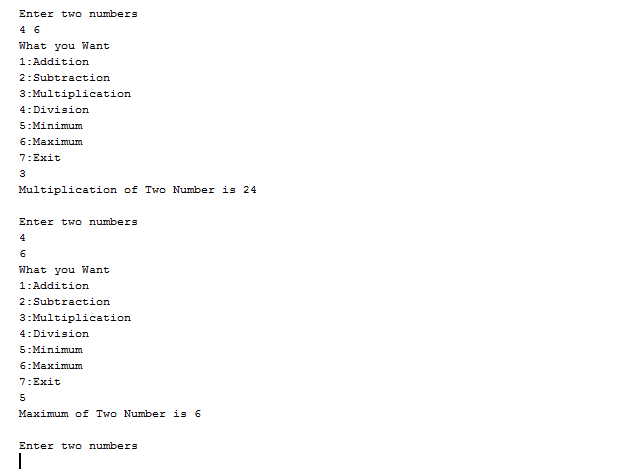 Enter two numbers
4 6
What you Want
1:Addition
2:Subtraction
3:Multiplication
4:Division
5:Minimum
6:Maximum
7:Exit
3
Multiplication of Two Number is 24
Enter two numbers
4
6
What you Want
1:Addition
2:Subtraction
3:Multiplication
4:Division
5:Minimum
6:Maximum
7:Exit
5
Maximum of Two Number is 6
Enter two numbers